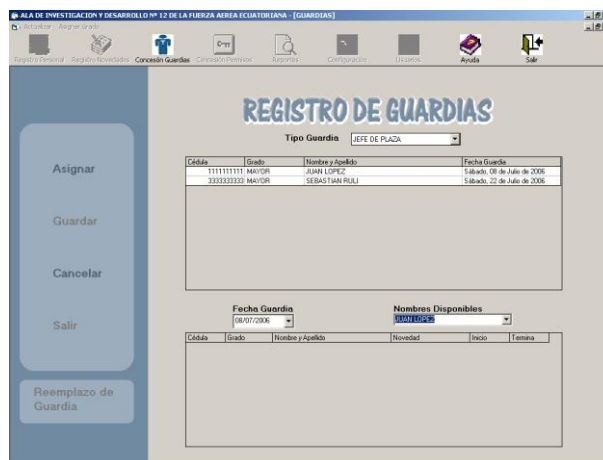 ALA DE INVESTIGACION Y DESARROLLO Nº 12 DE LA FUERZA AEREA ECUATORIANA - [GUARDIAS]
Actualizar Asignar Grado
Registro Personal Registro Novedades Concesión Guardias Concesión Permisos Reportes Configuración Usuarios Ayuda Salir
REGISTRO DE GUARDIAS
Tipo Guardia JEFE DE PLAZA
Cédula Grado Nombre y Apellido Fecha Guardia
1111111111 MAYOR JUAN LOPEZ Sábado, 08 de Julio de 2006
3333333333 MAYOR SEBASTIAN RULI Sábado, 22 de Julio de 2006
Asignar
Guardar
Cancelar
Salir
Reemplazo de
Guardia
Fecha Guardia Nombres Disponibles
08/07/2006 JUAN LOPEZ
Cédula Grado Nombre y Apellido Novedad Inicio Termina